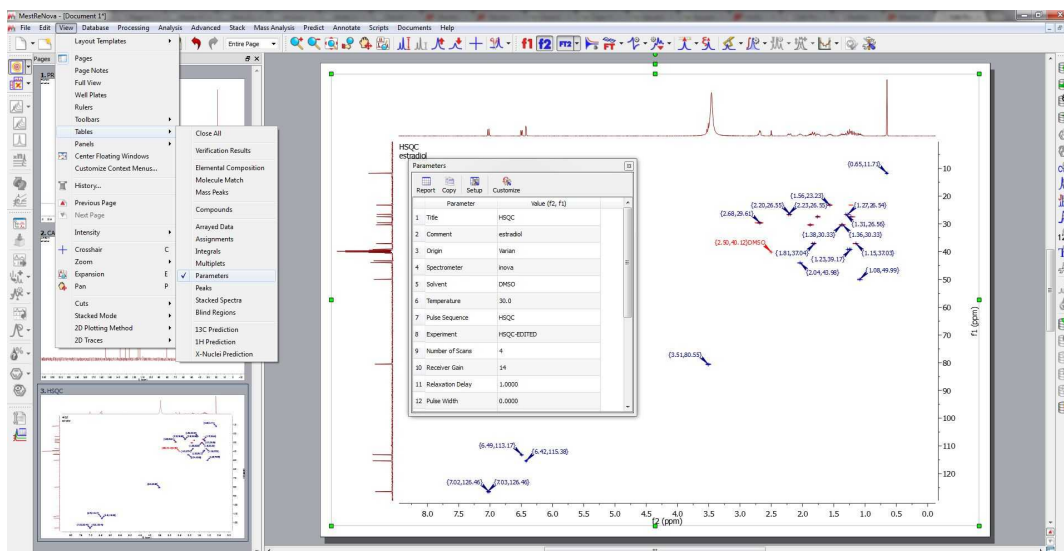 MestReNova - [Document 1*]
File Edit View Database Processing Analysis Advanced Stack Mass Analysis Predict Annotate Scripts Documents Help
Entire Page
f1 f2 FT2
Pages
1. PR
2. CA
3. HSQC
Layout Templates
Pages
Page Notes
Full View
Well Plates
Rulers
Toolbars
Tables
Panels
Center Floating Windows
Customize Context Menus...
History...
Previous Page
Next Page
Intensity
Crosshair C
Zoom
Expansion E
Pan P
Cuts
Stacked Mode
2D Plotting Method
2D Traces
Close All
Verification Results
Elemental Composition
Molecule Match
Mass Peaks
Compounds
Arrayed Data
Assignments
Integrals
Multiplets
Parameters
Peaks
Stacked Spectra
Blind Regions
13C Prediction
1H Prediction
X-Nuclei Prediction
HSQC
estradiol
Parameters
Report Copy Setup Customize
Parameter Value (f2, f1)
1 Title HSQC
2 Comment estradiol
3 Origin Varian
4 Spectrometer inova
5 Solvent DMSO
6 Temperature 30.0
7 Pulse Sequence HSQC
8 Experiment HSQC-EDITED
9 Number of Scans 4
10 Receiver Gain 14
11 Relaxation Delay 1.0000
12 Pulse Width 0.0000
{0.65,11.71}
{1.56,23.23}
{2.20,26.55} {2.23,26.55} {1.27,26.54}
{2.68,29.61}
{1.31,26.56}
{1.38,30.33} {1.36,30.33}
{2.50,40.12}DMSO
{1.81,37.04} {1.15,37.03}
{1.23,39.17}
{2.04,43.98} {1.08,49.99}
{3.51,80.55}
{6.49,113.17}
{6.42,115.38}
{7.02,126.46} {7.03,126.46}
10
20
30
40
50
60
70
80
90
100
110
120
f1 (ppm)
8.0 7.5 7.0 6.5 6.0 5.5 5.0 4.5 4.0 3.5 3.0 2.5 2.0 1.5 1.0 0.5 0.0
f2 (ppm)